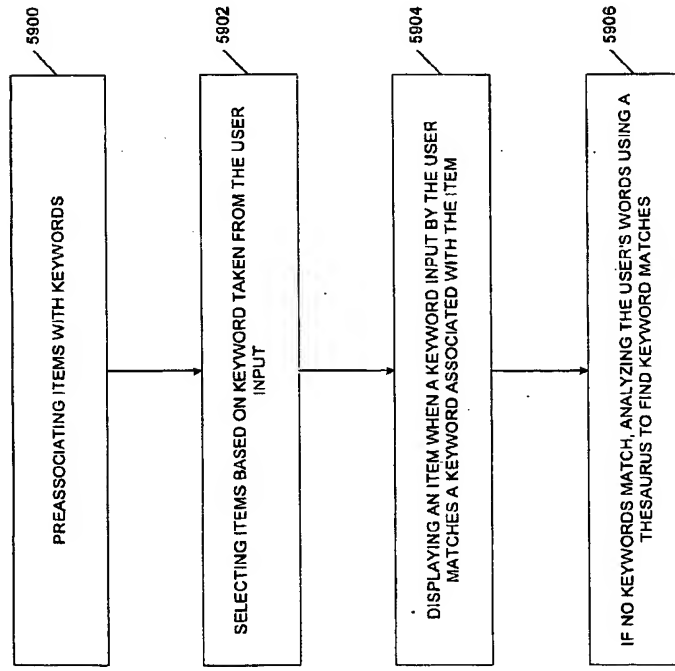 5900
PREASSOCIATING ITEMS WITH KEYWORDS
5902
SELECTING ITEMS BASED ON KEYWORD TAKEN FROM THE USER
INPUT
5904
DISPLAYING AN ITEM WHEN A KEYWORD INPUT BY THE USER
MATCHES A KEYWORD ASSOCIATED WITH THE ITEM
5906
IF NO KEYWORDS MATCH, ANALYZING THE USER'S WORDS USING A
THESAURUS TO FIND KEYWORD MATCHES